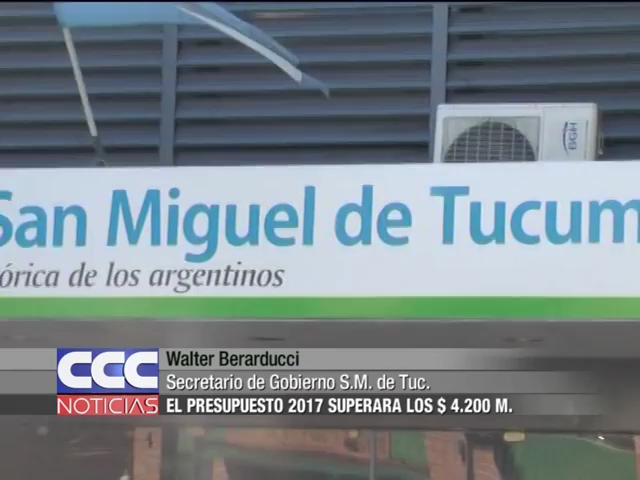 BGH
San Miguel de Tucum
órica de los argentinos
CCC
NOTICIAS
Walter Berarducci
Secretario de Gobierno S.M. de Tuc.
EL PRESUPUESTO 2017 SUPERARA LOS $ 4.200 M.